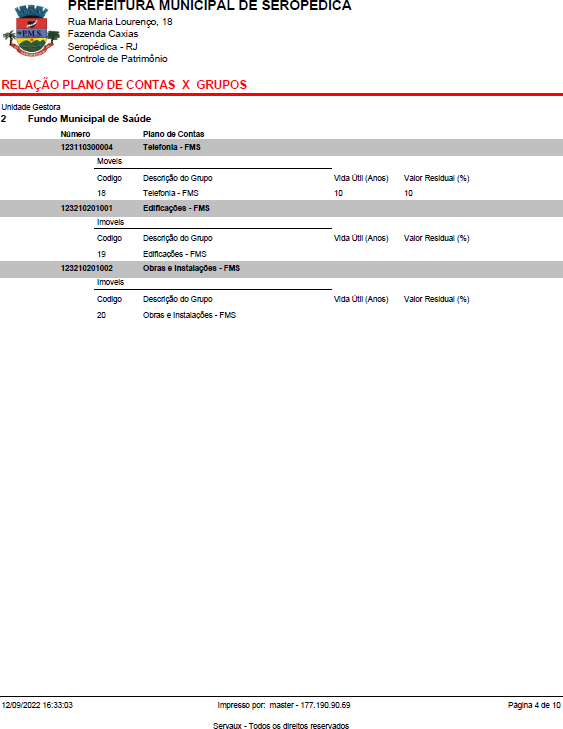 PREFEITURA MUNICIPAL DE SEROPÉDICA
Rua Maria Lourenço, 18
Fazenda Caxias
Seropédica - RJ
Controle de Patrimônio
P.M.S.
RELAÇÃO PLANO DE CONTAS X GRUPOS
Unidade Gestora
2 Fundo Municipal de Saúde
Número Plano de Contas
123110300004 Telefonia - FMS
Moveis
Codigo Descrição do Grupo Vida Útil (Anos) Valor Residual (%)
18 Telefonia - FMS 10 10
123210201001 Edificações - FMS
Imoveis
Codigo Descrição do Grupo Vida Útil (Anos) Valor Residual (%)
19 Edificações - FMS
123210201002 Obras e Instalações - FMS
Imoveis
Codigo Descrição do Grupo Vida Útil (Anos) Valor Residual (%)
20 Obras e Instalações - FMS
12/09/2022 16:33:03 Impresso por: master - 177.190.90.69 Página 4 de 10
Servaux - Todos os direitos reservados